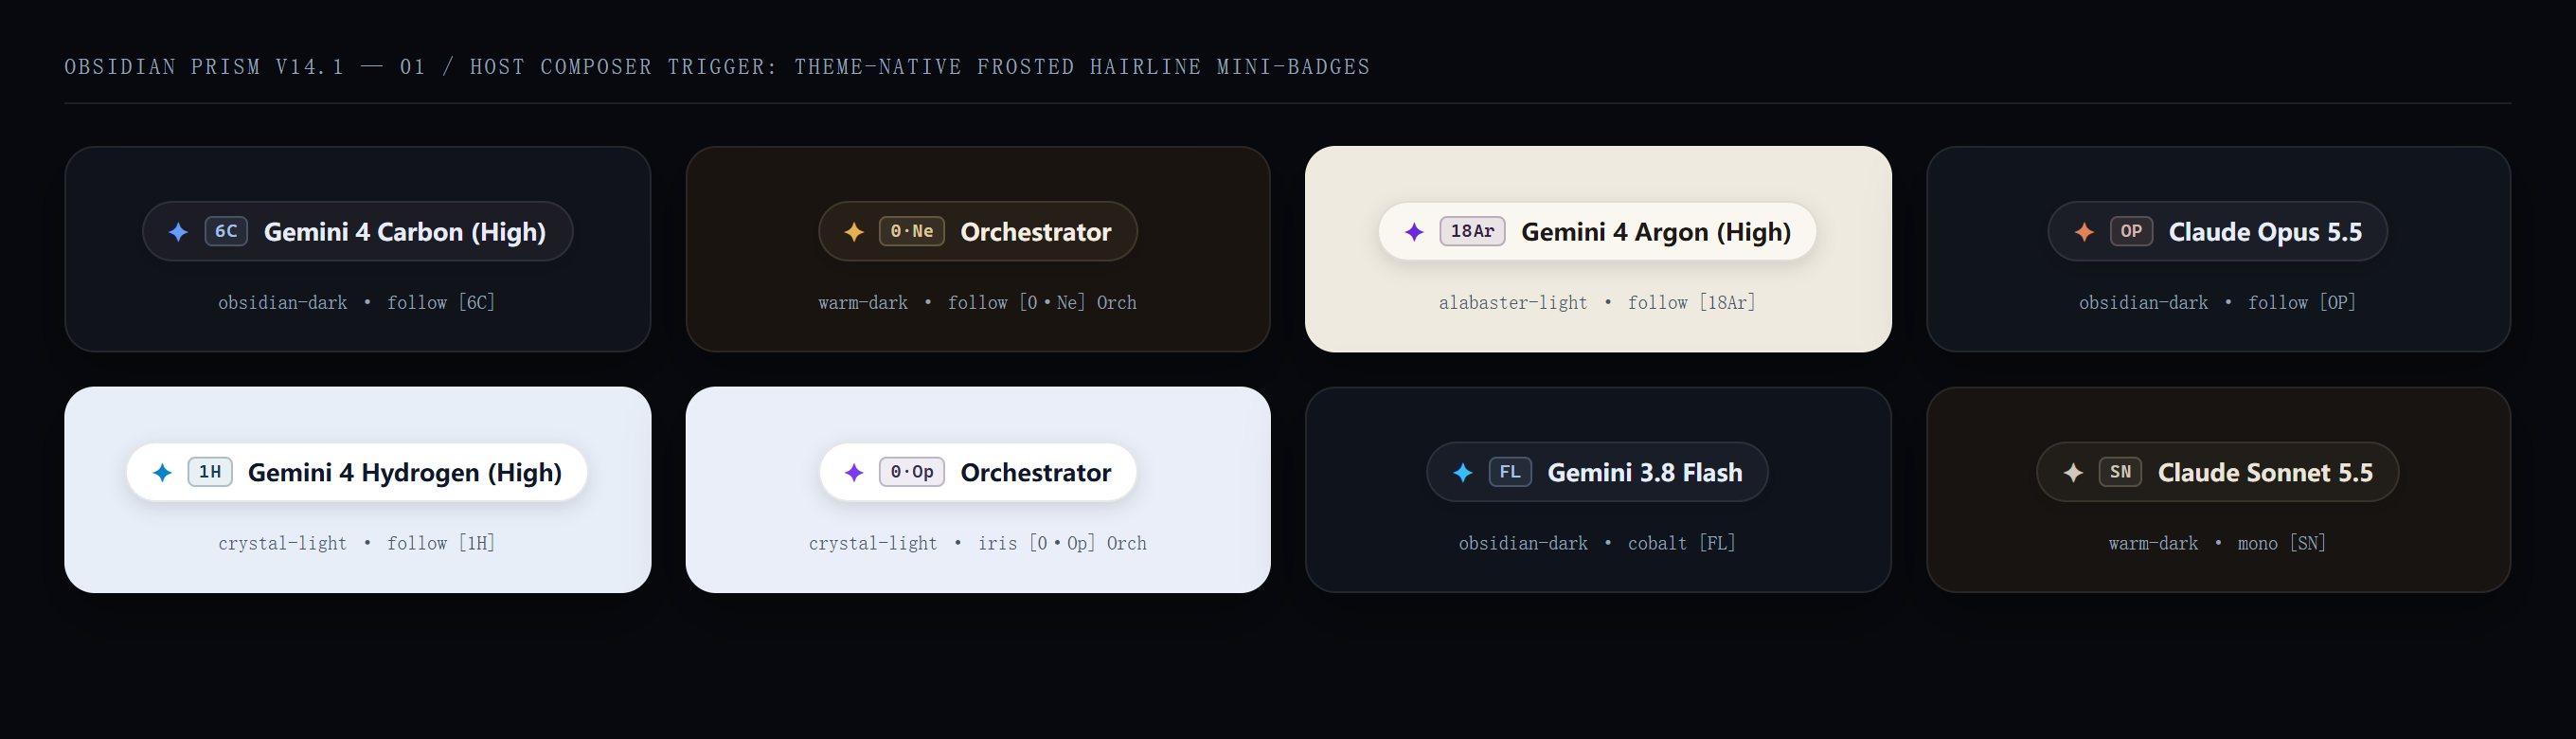 OBSIDIAN PRISM V14.1 — 01 / HOST COMPOSER TRIGGER: THEME-NATIVE FROSTED HAIRLINE MINI-BADGES
6C Gemini 4 Carbon (High)
obsidian-dark • follow [6C]
0·Ne Orchestrator
warm-dark • follow [0·Ne] Orch
18Ar Gemini 4 Argon (High)
alabaster-light • follow [18Ar]
OP Claude Opus 5.5
obsidian-dark • follow [OP]
1H Gemini 4 Hydrogen (High)
crystal-light • follow [1H]
0·Op Orchestrator
crystal-light • iris [0·Op] Orch
FL Gemini 3.8 Flash
obsidian-dark • cobalt [FL]
SN Claude Sonnet 5.5
warm-dark • mono [SN]